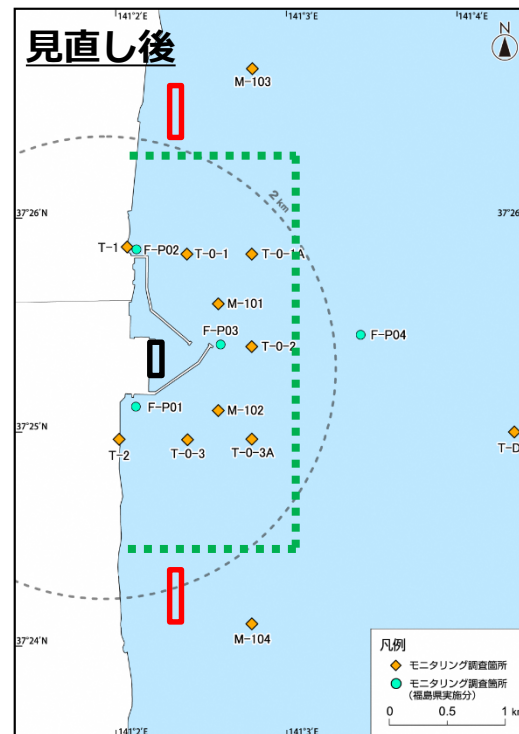 見直し後
141°2'E
141°3'E
141°4'E
N
M-103
2 km
37°26'N
37°26'
T-1
F-P02
T-0-1
T-0-1A
M-101
F-P03
F-P04
T-0-2
F-P01
M-102
37°25'N
T-2
T-0-3
T-0-3A
T-D
37°24'N
M-104
凡例
モニタリング調査箇所
モニタリング調査箇所
(福島県実施分)
0 0.5 1 km
141°2'E
141°3'E